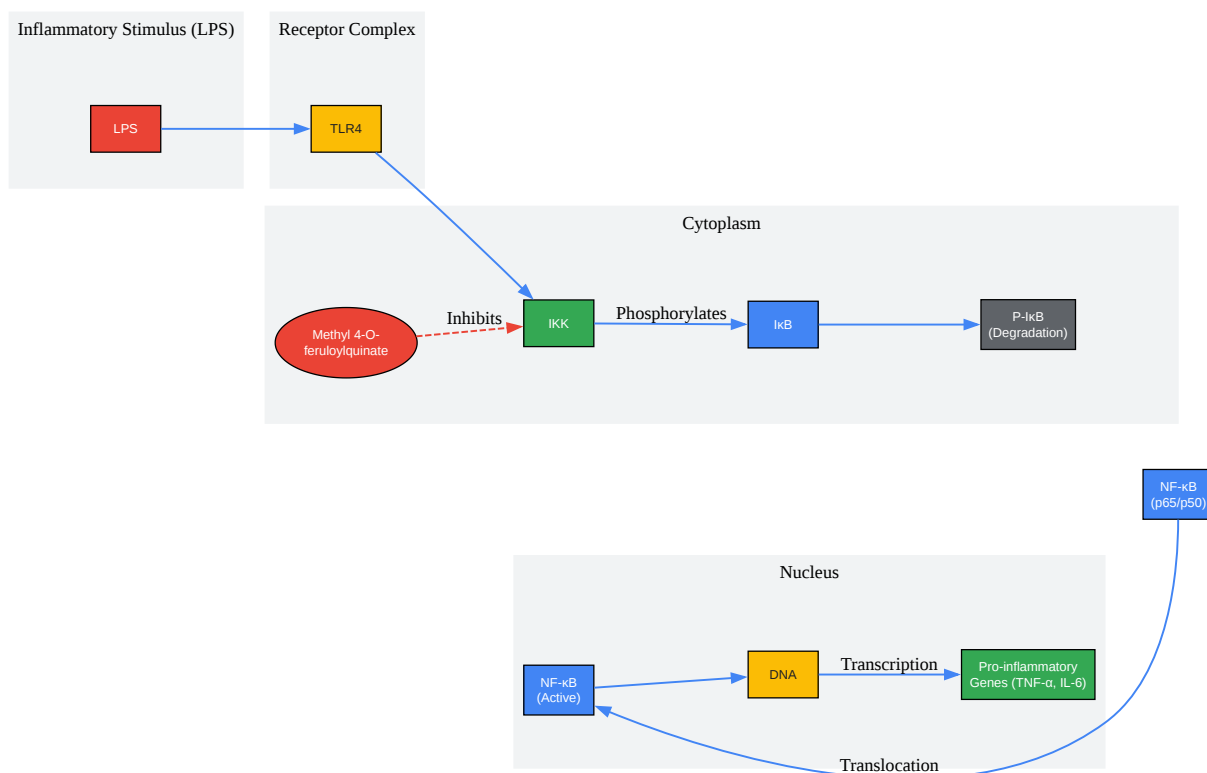 Inflammatory Stimulus (LPS)
Receptor Complex
LPS
TLR4
Cytoplasm
Methyl 4-O-
feruloylquinate
Inhibits
IKK
Phosphorylates
IκB
P-IκB
(Degradation)
NF-κB
(p65/p50)
Nucleus
NF-κB
(Active)
DNA
Transcription
Pro-inflammatory
Genes (TNF-α, IL-6)
Translocation